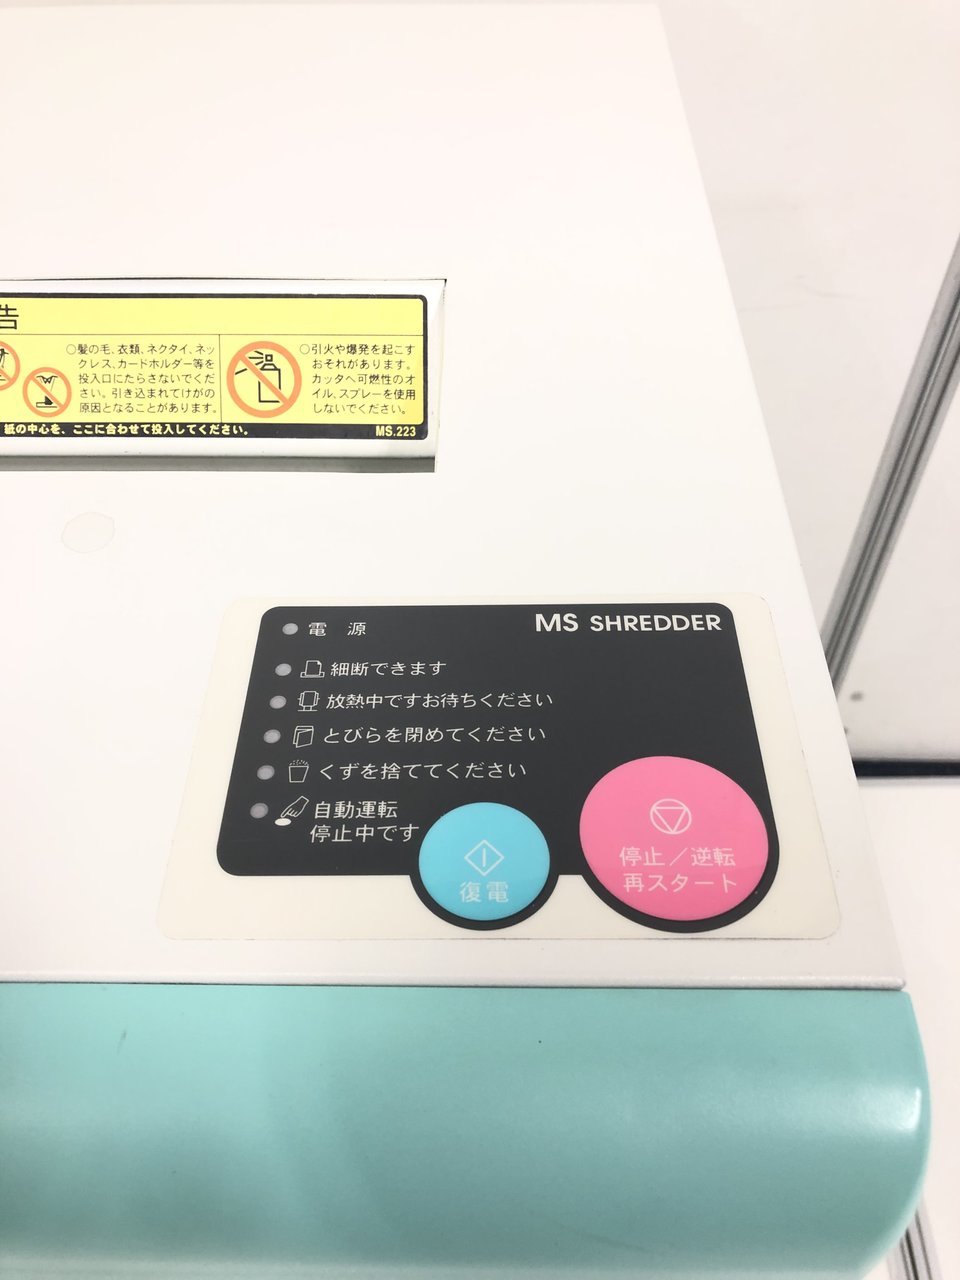 告
○髪の毛、衣類、ネクタイ、ネッ
クレス、カードホルダー等を
投入口にたらさないでくだ
さい。引き込まれてけがの
原因となることがあります。
○引火や爆発を起こす
おそれがあります。
カッタへ可燃性のオ
イル、スプレーを使用
しないでください。
紙の中心を、ここに合わせて投入してください。
MS.223
MS SHREDDER
電 源
細断できます
放熱中ですお待ちください
とびらを閉めてください
くずを捨ててください
自動運転
停止中です
復電
停止／逆転
再スタート